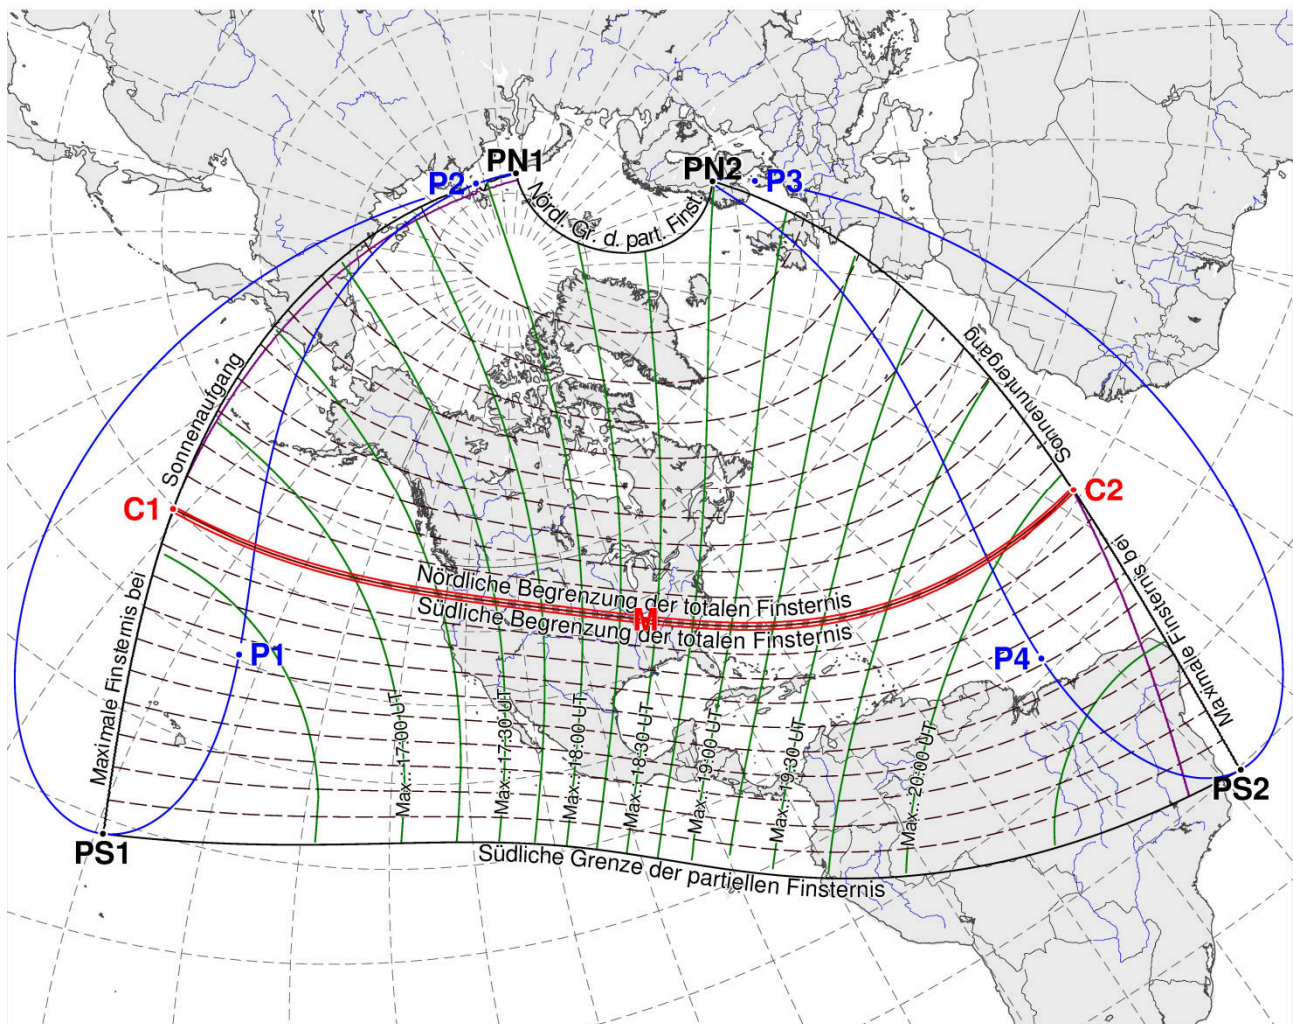 PN1
PN2
P2
P3
Nördl. Gr. d. part. Finst.
Sonnenaufgang
Sonnenuntergang
C1
C2
Nördliche Begrenzung der totalen Finsternis
M
Südliche Begrenzung der totalen Finsternis
Maximale Finsternis bei
Maximale Finsternis bei
P1
P4
Max.: 17:00 UT
Max.: 17:30 UT
Max.: 18:00 UT
Max.: 18:30 UT
Max.: 19:00 UT
Max.: 19:30 UT
Max.: 20:00 UT
PS1
PS2
Südliche Grenze der partiellen Finsternis